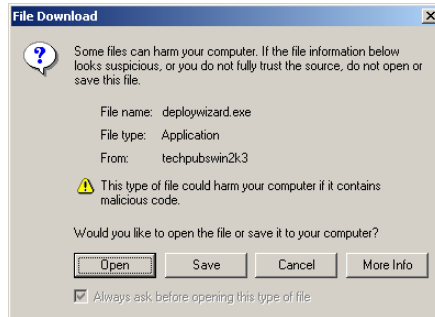 File Download
Some files can harm your computer. If the file information below
looks suspicious, or you do not fully trust the source, do not open or
save this file.
File name: deploywizard.exe
File type: Application
From: techpubswin2k3
This type of file could harm your computer if it contains
malicious code.
Would you like to open the file or save it to your computer?
Open Save Cancel More Info
Always ask before opening this type of file